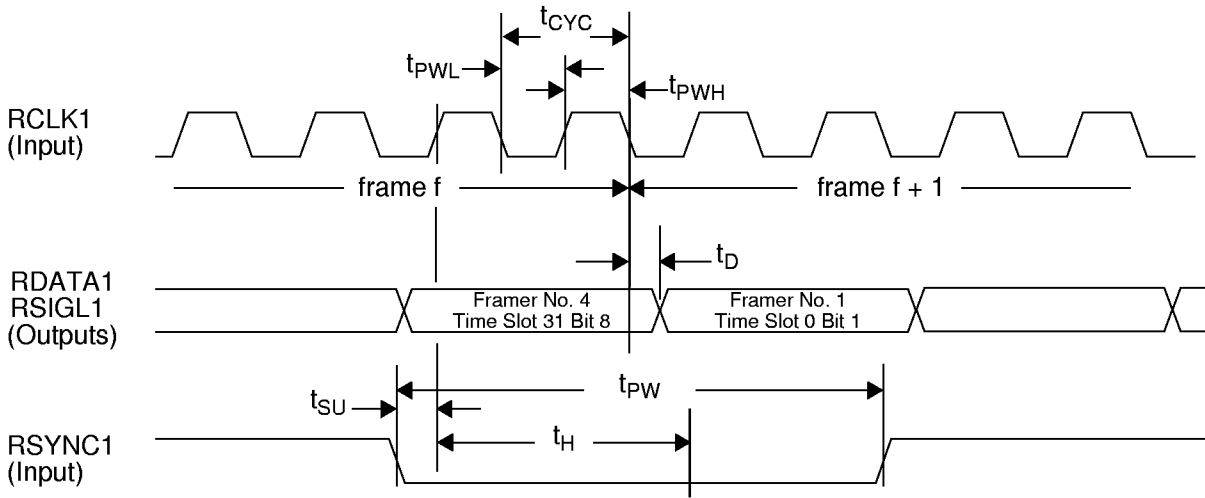 tCYC
tPWL
tPWH
RCLK1
(Input)
frame f
frame f + 1
tD
RDATA1
RSIGL1
(Outputs)
Framer No. 4
Time Slot 31 Bit 8
Framer No. 1
Time Slot 0 Bit 1
tPW
tSU
tH
RSYNC1
(Input)